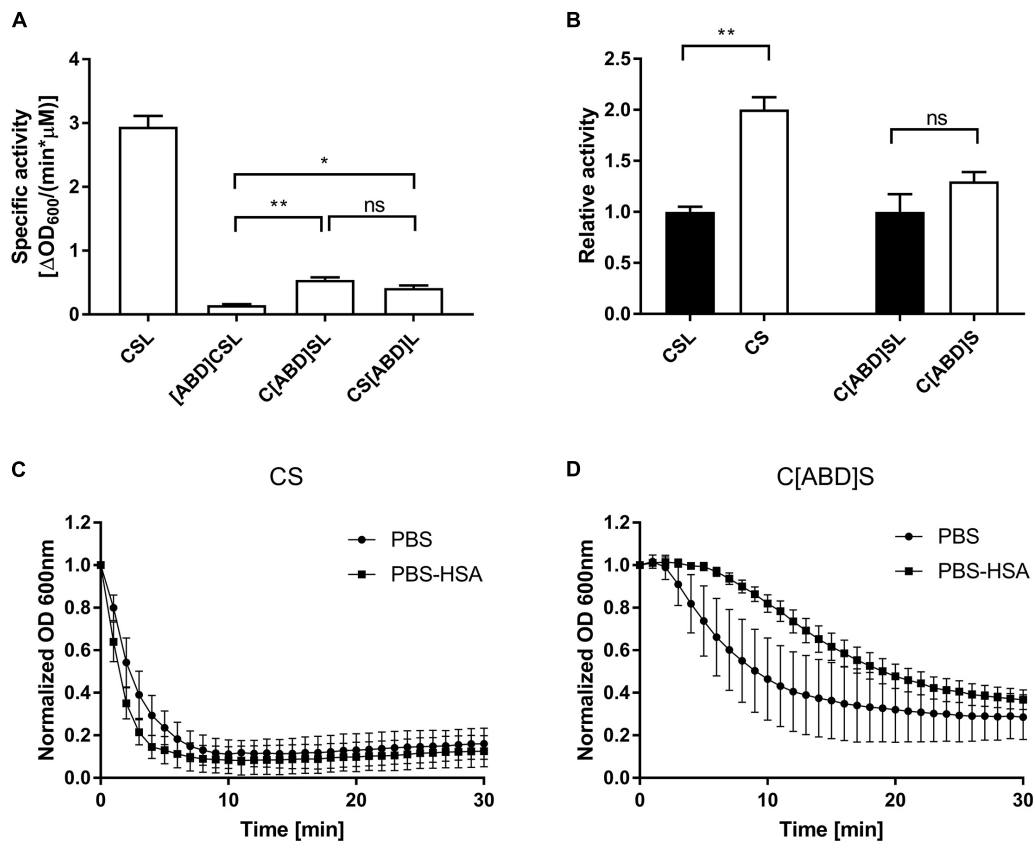 A
Specific activity
[ΔOD600/(min*μM)]
4
3
2
1
0
*
**
ns
CSL
[ABD]CSL
C[ABD]SL
CS[ABD]L
B
Relative activity
2.5
2.0
1.5
1.0
0.5
0.0
**
ns
CSL
CS
C[ABD]SL
C[ABD]S
C
CS
Normalized OD 600nm
1.2
1.0
0.8
0.6
0.4
0.2
0.0
PBS
PBS-HSA
0
10
20
30
Time [min]
D
C[ABD]S
Normalized OD 600nm
1.2
1.0
0.8
0.6
0.4
0.2
0.0
PBS
PBS-HSA
0
10
20
30
Time [min]